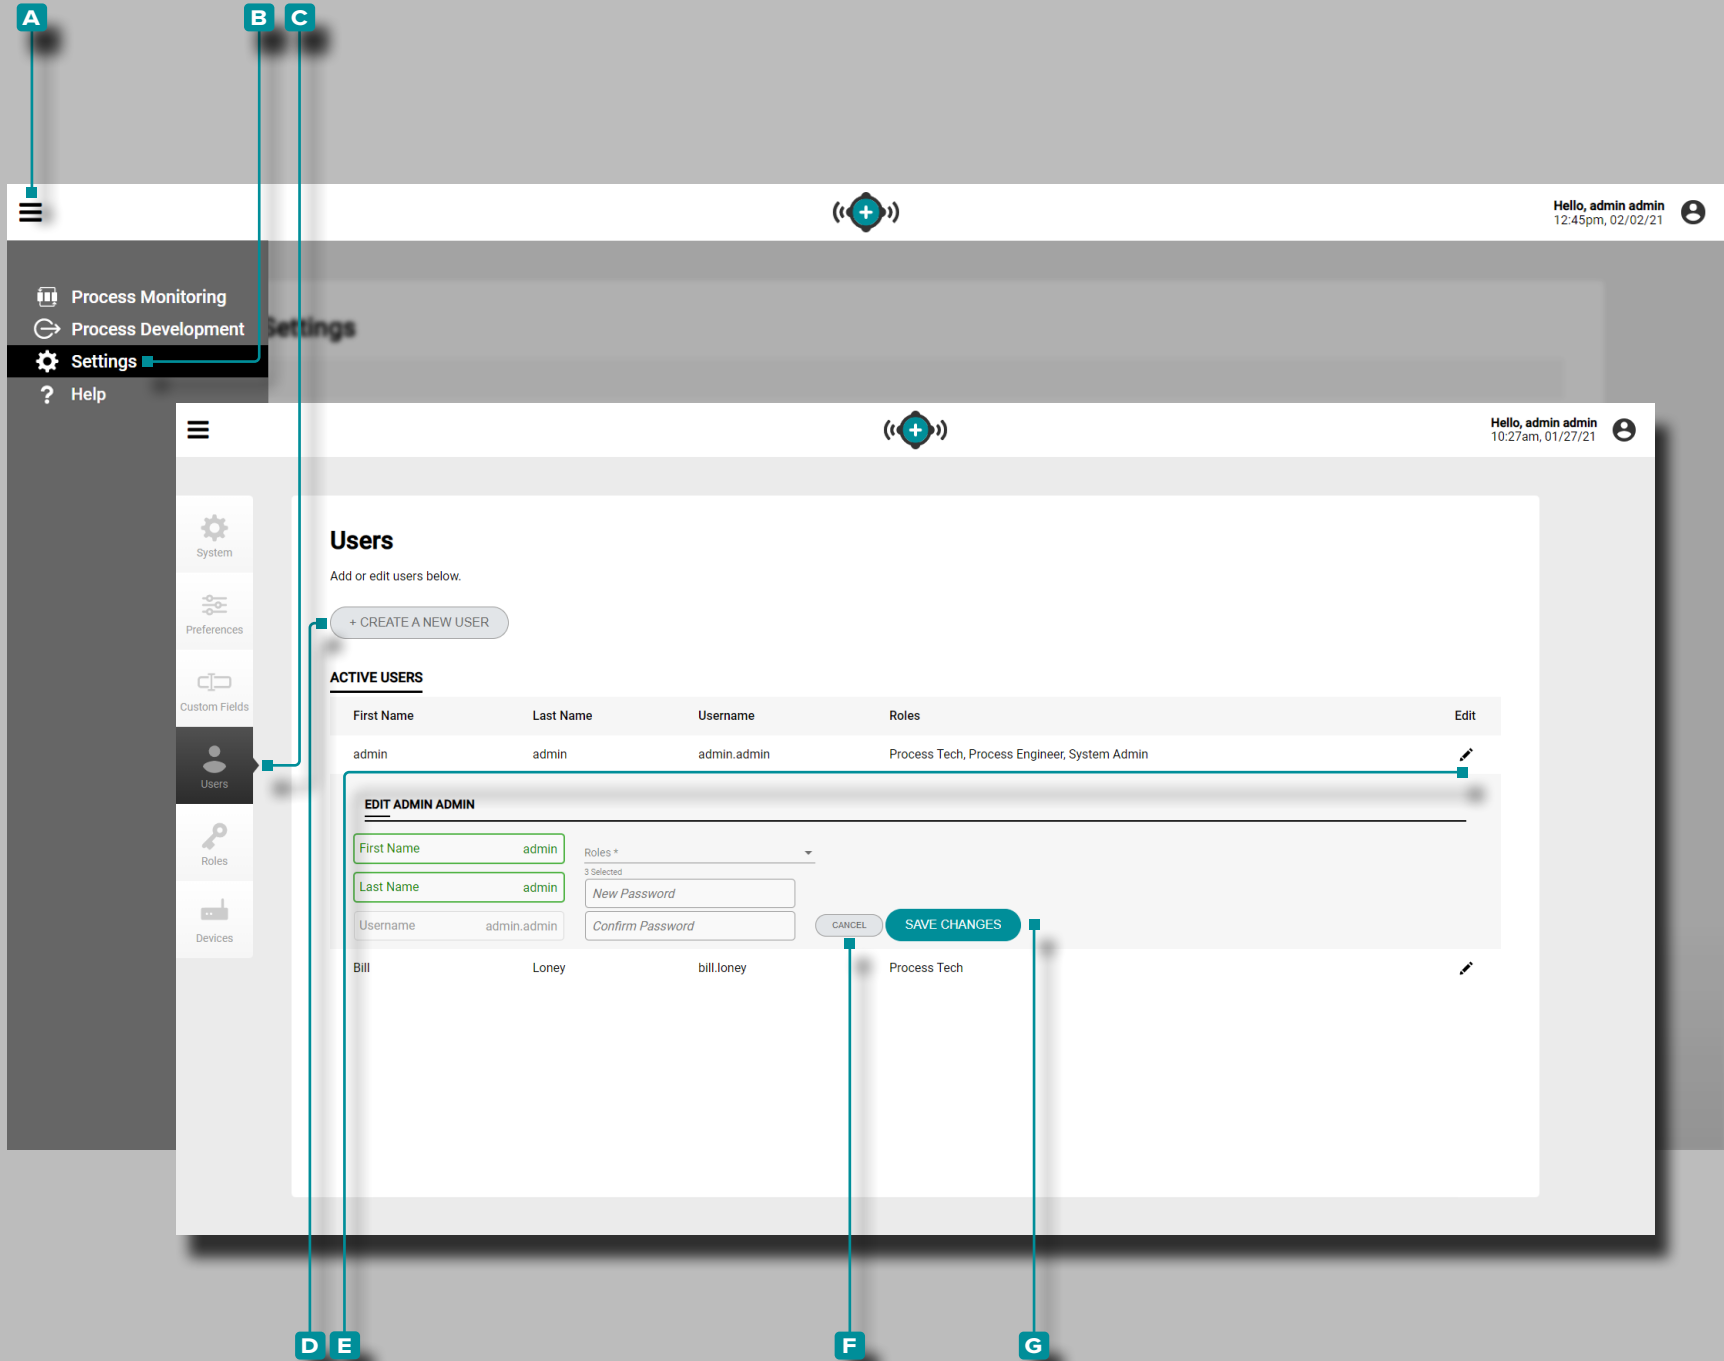 A B C
Hello, admin admin
12:45pm, 02/02/21
Process Monitoring
Process Development
Settings
Settings
Help
Hello, admin admin
10:27am, 01/27/21
System
Preferences
Custom Fields
Users
Roles
Devices
Users
Add or edit users below.
+ CREATE A NEW USER
ACTIVE USERS
First Name Last Name Username Roles Edit
admin admin admin.admin Process Tech, Process Engineer, System Admin
EDIT ADMIN ADMIN
First Name admin
Last Name admin
Username admin.admin
Roles *
3 Selected
New Password
Confirm Password
CANCEL
SAVE CHANGES
Bill Loney bill.loney Process Tech
D E F G